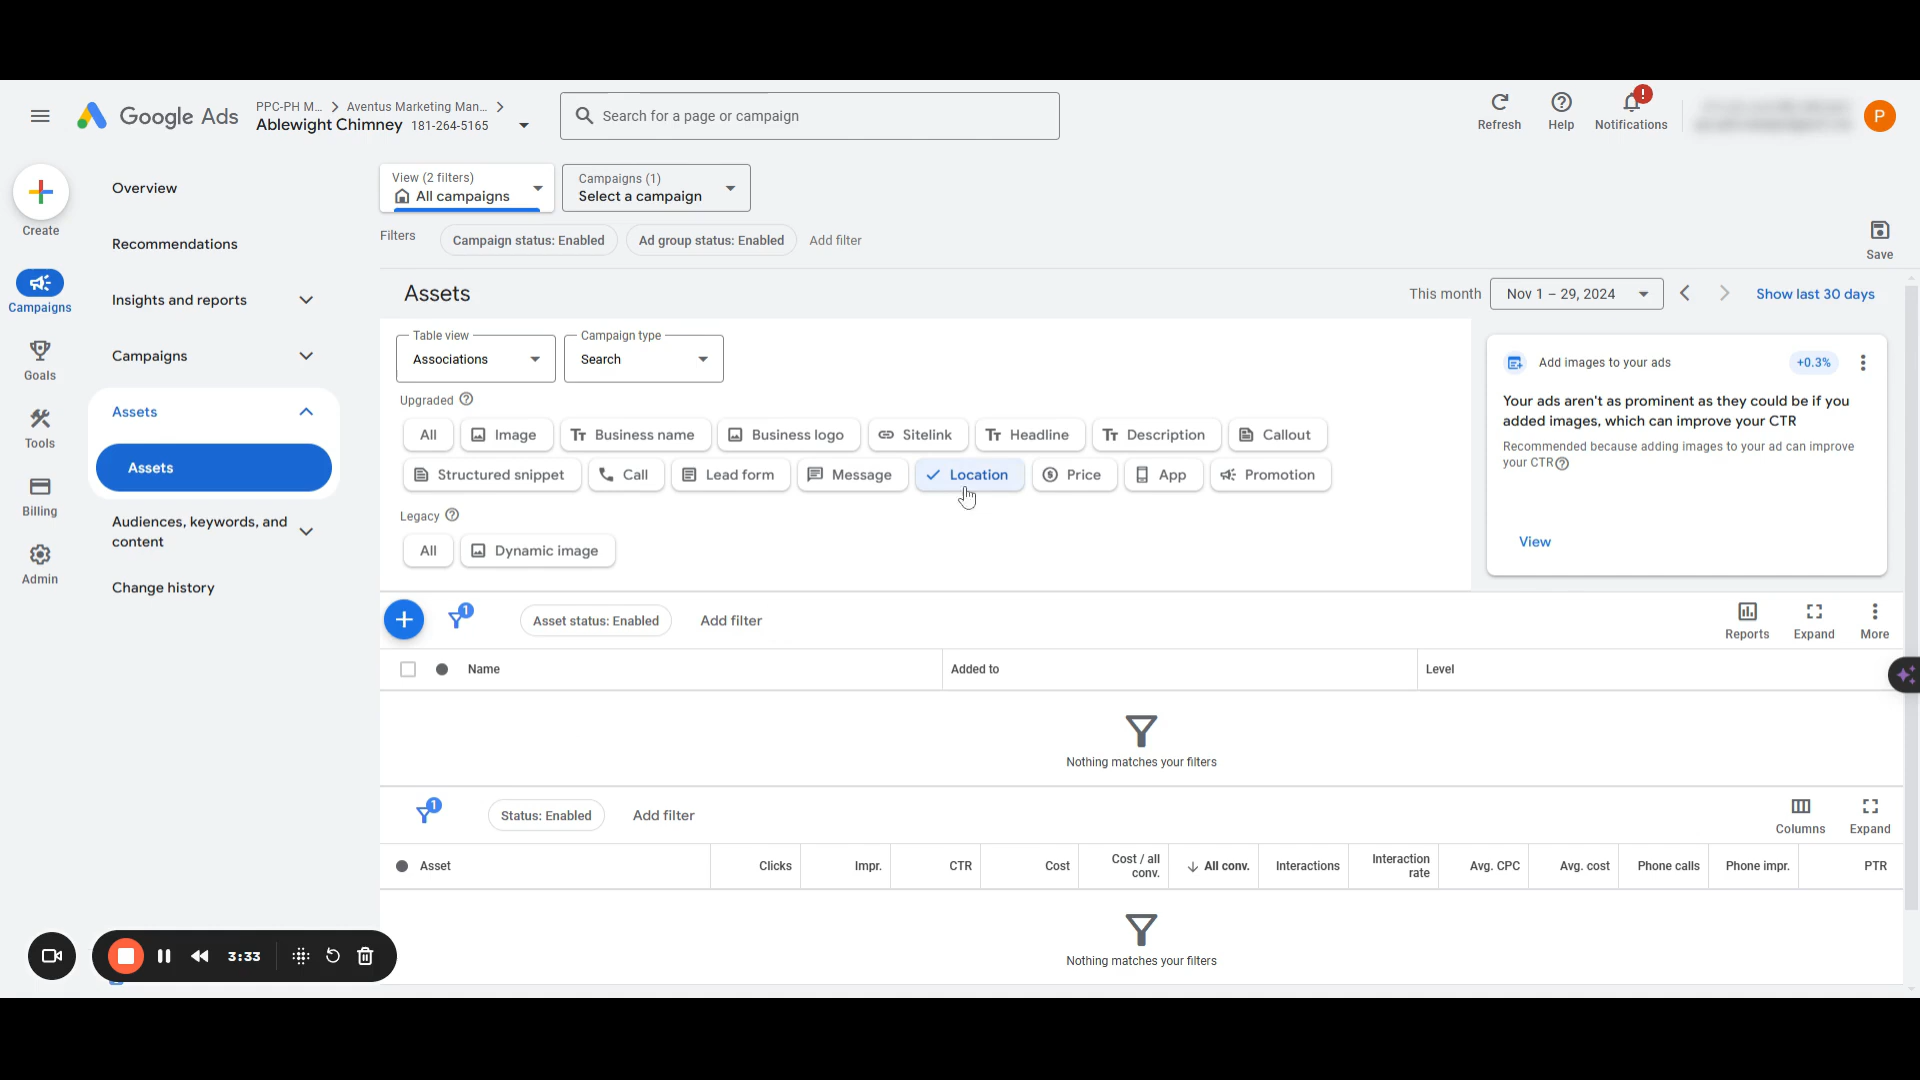 Google Ads
PPC-PH M... > Aventus Marketing Man... >
Ablewight Chimney 181-264-5165
Search for a page or campaign
Refresh
Help
Notifications
!
P
Create
Campaigns
Goals
Tools
Billing
Admin
Overview
Recommendations
Insights and reports
Campaigns
Assets
Assets
Audiences, keywords, and
content
Change history
View (2 filters)
All campaigns
Campaigns (1)
Select a campaign
Filters
Campaign status: Enabled
Ad group status: Enabled
Add filter
Save
Assets
This month
Nov 1 – 29, 2024
Show last 30 days
Table view
Associations
Campaign type
Search
Upgraded
All
Image
Business name
Business logo
Sitelink
Headline
Description
Callout
Structured snippet
Call
Lead form
Message
Location
Price
App
Promotion
Legacy
All
Dynamic image
Add images to your ads
+0.3%
Your ads aren't as prominent as they could be if you
added images, which can improve your CTR
Recommended because adding images to your ad can improve
your CTR
View
1
Asset status: Enabled
Add filter
Reports
Expand
More
Name
Added to
Level
Nothing matches your filters
1
Status: Enabled
Add filter
Columns
Expand
Asset
Clicks
Impr.
CTR
Cost
Cost / all
conv.
All conv.
Interactions
Interaction
rate
Avg. CPC
Avg. cost
Phone calls
Phone impr.
PTR
Nothing matches your filters
3:33